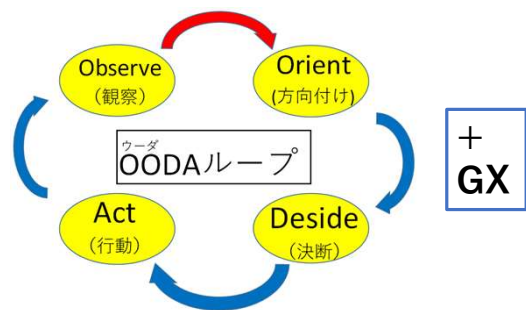 Observe
（観察）
Orient
(方向付け)
ウーダ
OODAループ
+
GX
Act
（行動）
Deside
（決断）